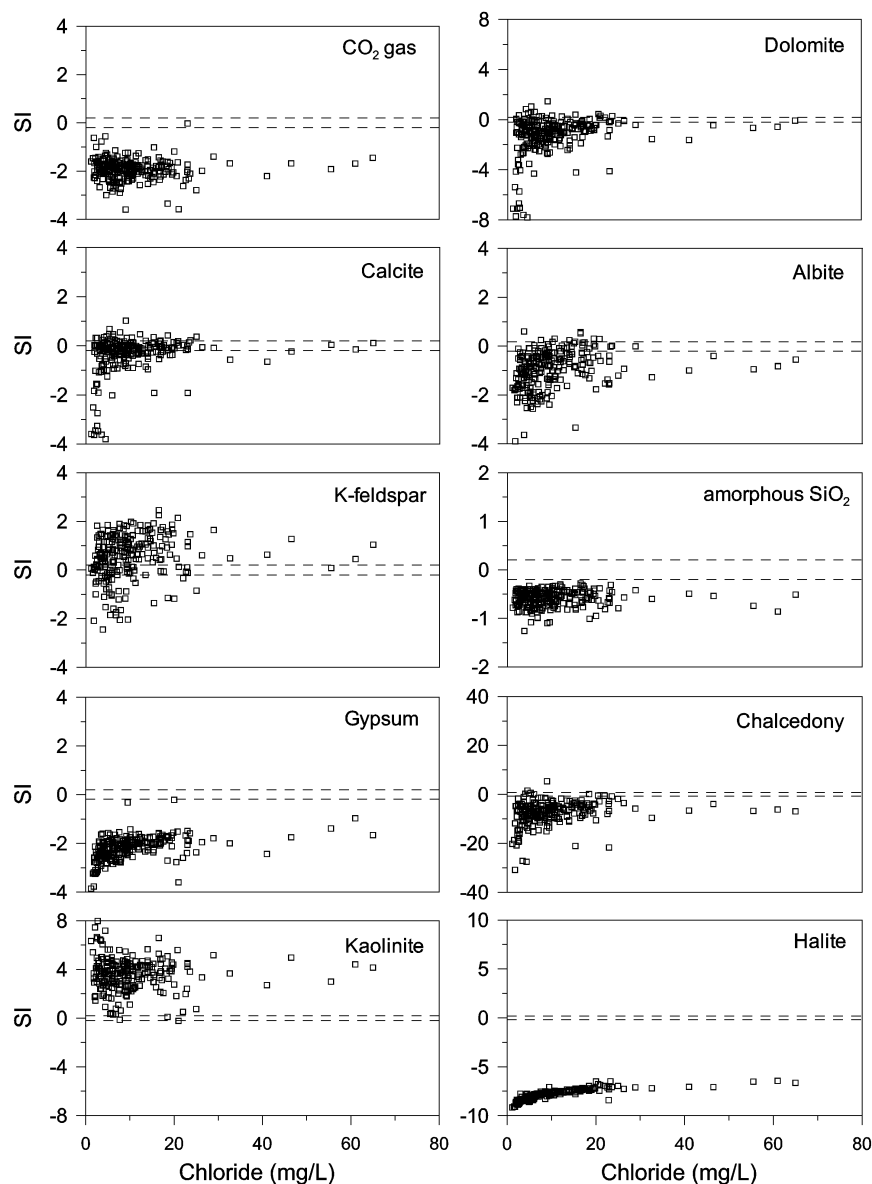 4
CO2 gas
2
SI
0
-2
-4
8
Dolomite
4
0
-4
-8
4
Calcite
2
SI
0
-2
-4
4
Albite
2
0
-2
-4
4
K-feldspar
2
SI
0
-2
-4
2
amorphous SiO2
1
0
-1
-2
4
Gypsum
2
SI
0
-2
-4
40
Chalcedony
20
0
-20
-40
8
Kaolinite
4
SI
0
-4
-8
0 20 40 60 80
Chloride (mg/L)
10
Halite
5
0
-5
-10
0 20 40 60 80
Chloride (mg/L)